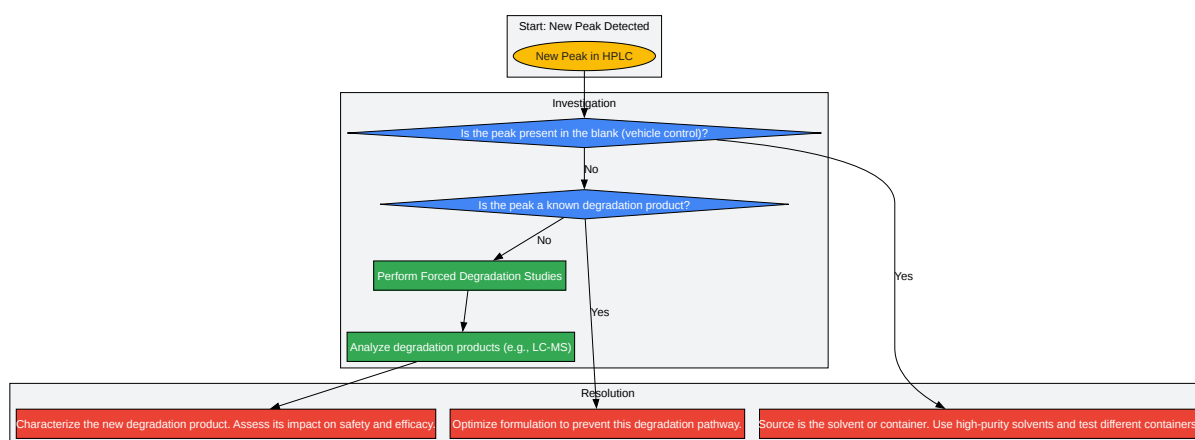 Start: New Peak Detected
New Peak in HPLC
Investigation
Is the peak present in the blank (vehicle control)?
No
Is the peak a known degradation product?
No
Perform Forced Degradation Studies
Yes
Yes
Analyze degradation products (e.g., LC-MS)
Resolution
Characterize the new degradation product. Assess its impact on safety and efficacy.
Optimize formulation to prevent this degradation pathway.
Source is the solvent or container. Use high-purity solvents and test different containers